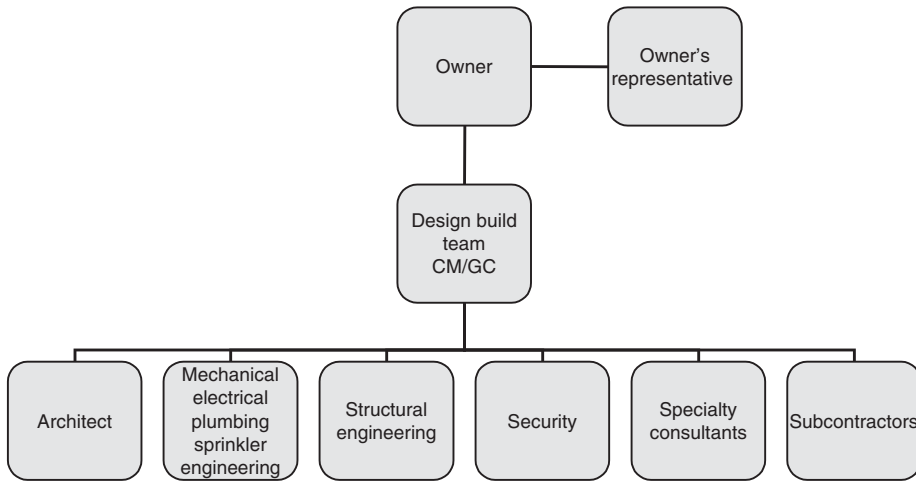 Owner
Owner's
representative
Design build
team
CM/GC
Architect
Mechanical
electrical
plumbing
sprinkler
engineering
Structural
engineering
Security
Specialty
consultants
Subcontractors